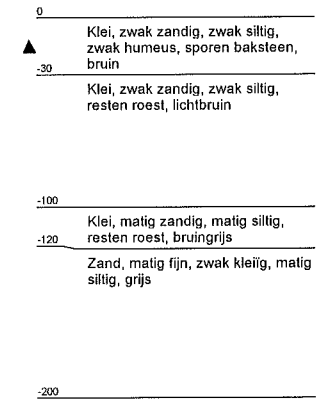 0
Klei, zwak zandig, zwak siltig,
zwak humeus, sporen baksteen,
bruin
-30
Klei, zwak zandig, zwak siltig,
resten roest, lichtbruin
-100
Klei, matig zandig, matig siltig,
resten roest, bruingrijs
-120
Zand, matig fijn, zwak kleiïg, matig
siltig, grijs
-200